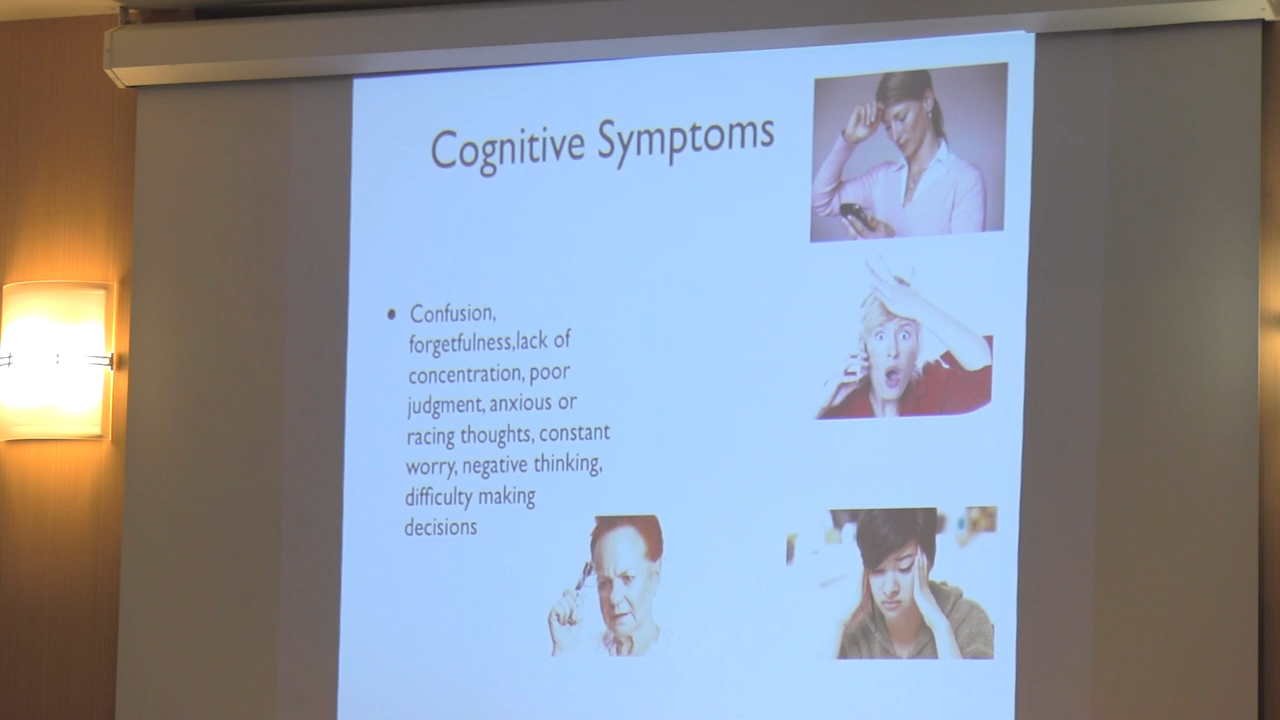 Cognitive Symptoms
• Confusion,
forgetfulness,lack of
concentration, poor
judgment, anxious or
racing thoughts, constant
worry, negative thinking,
difficulty making
decisions